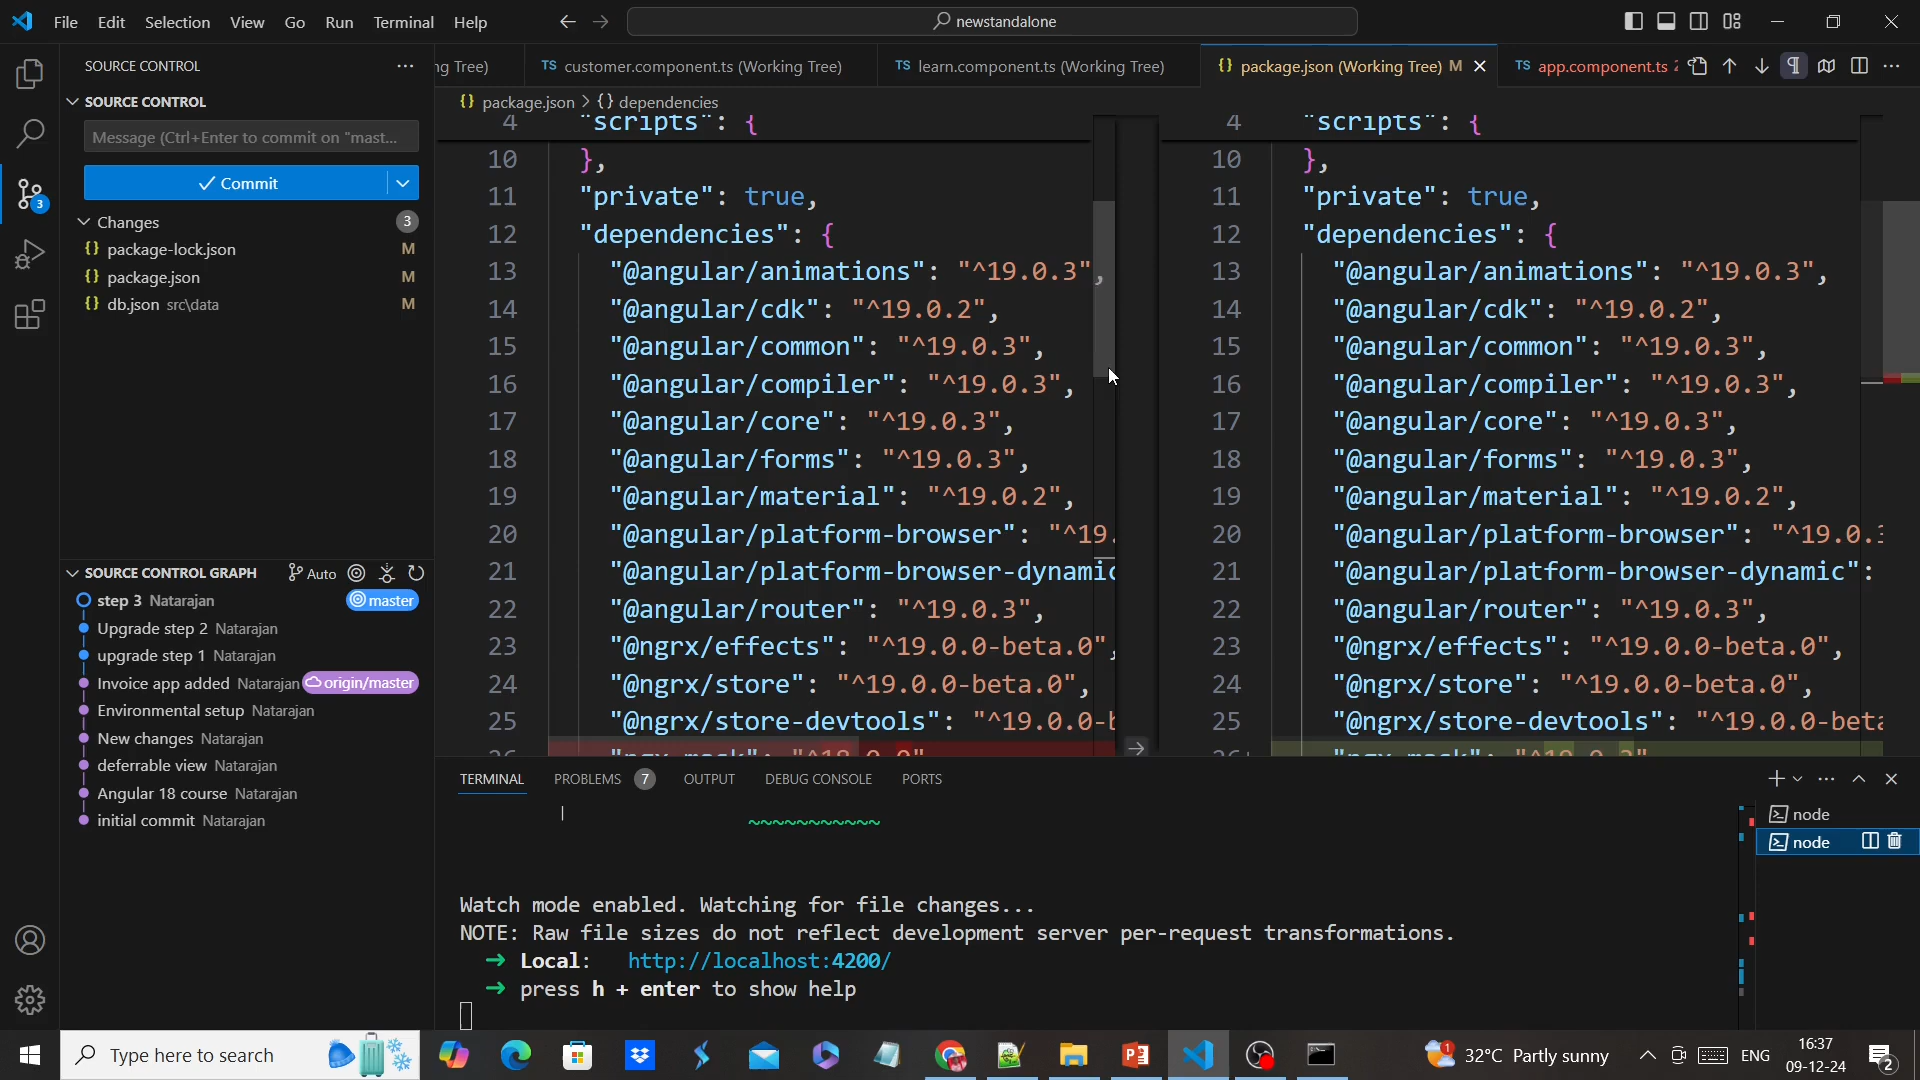 File Edit Selection View Go Run Terminal Help
newstandalone
SOURCE CONTROL
SOURCE CONTROL
Message (Ctrl+Enter to commit on "mast...
Commit
Changes 3
package-lock.json M
package.json M
db.json src\data M
SOURCE CONTROL GRAPH Auto
step 3 Natarajan master
Upgrade step 2 Natarajan
upgrade step 1 Natarajan
Invoice app added Natarajan origin/master
Environmental setup Natarajan
New changes Natarajan
deferrable view Natarajan
Angular 18 course Natarajan
initial commit Natarajan
ng Tree) TS customer.component.ts (Working Tree) TS learn.component.ts (Working Tree) {} package.json (Working Tree) M TS app.component.ts 2
{} package.json > {} dependencies
4 "scripts": {
10 },
11 "private": true,
12 "dependencies": {
13 "@angular/animations": "^19.0.3",
14 "@angular/cdk": "^19.0.2",
15 "@angular/common": "^19.0.3",
16 "@angular/compiler": "^19.0.3",
17 "@angular/core": "^19.0.3",
18 "@angular/forms": "^19.0.3",
19 "@angular/material": "^19.0.2",
20 "@angular/platform-browser": "^19.
21 "@angular/platform-browser-dynamic
22 "@angular/router": "^19.0.3",
23 "@ngrx/effects": "^19.0.0-beta.0",
24 "@ngrx/store": "^19.0.0-beta.0",
25 "@ngrx/store-devtools": "^19.0.0-b
4 "scripts": {
10 },
11 "private": true,
12 "dependencies": {
13 "@angular/animations": "^19.0.3",
14 "@angular/cdk": "^19.0.2",
15 "@angular/common": "^19.0.3",
16 "@angular/compiler": "^19.0.3",
17 "@angular/core": "^19.0.3",
18 "@angular/forms": "^19.0.3",
19 "@angular/material": "^19.0.2",
20 "@angular/platform-browser": "^19.0.3
21 "@angular/platform-browser-dynamic":
22 "@angular/router": "^19.0.3",
23 "@ngrx/effects": "^19.0.0-beta.0",
24 "@ngrx/store": "^19.0.0-beta.0",
25 "@ngrx/store-devtools": "^19.0.0-beta
TERMINAL PROBLEMS 7 OUTPUT DEBUG CONSOLE PORTS
~~~~~~~~~~~
Watch mode enabled. Watching for file changes...
NOTE: Raw file sizes do not reflect development server per-request transformations.
➜ Local: http://localhost:4200/
➜ press h + enter to show help
node
node
Type here to search
32°C Partly sunny
ENG
16:37
09-12-24
2